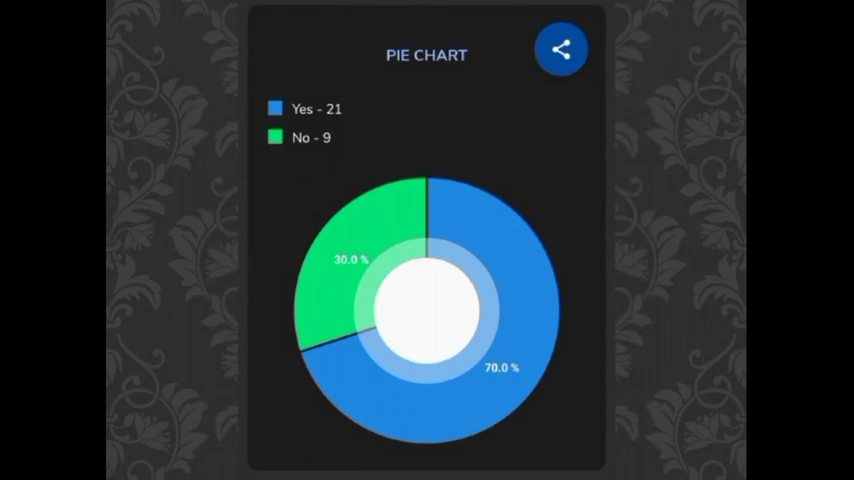 PIE CHART
Yes - 21
No - 9
30.0 %
70.0 %